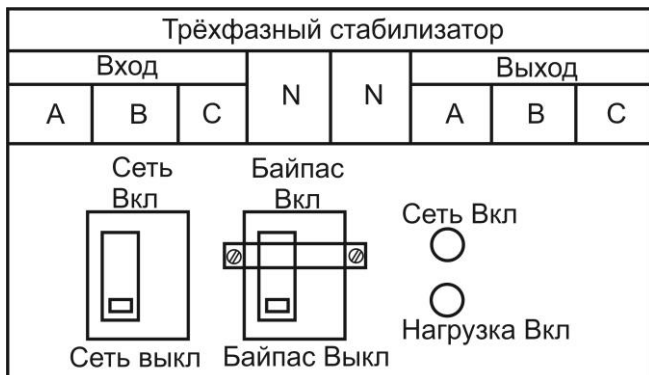 Трёхфазный стабилизатор
Вход
N
N
Выход
A
B
C
A
B
C
Сеть
Вкл
Байпас
Вкл
Сеть Вкл
Нагрузка Вкл
Сеть выкл
Байпас Выкл